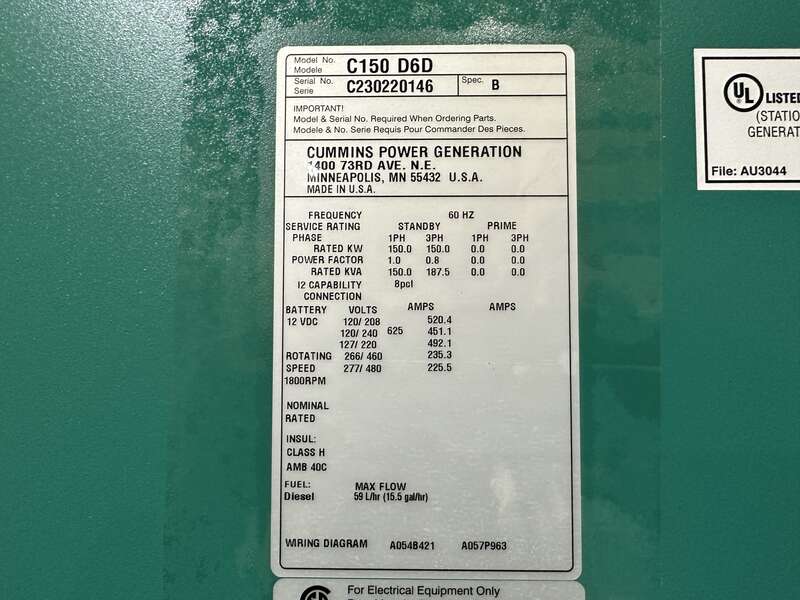 Model No. C150 D6D
Modele
Serial No. C230220146 Spec. B
Serie
IMPORTANT!
Model & Serial No. Required When Ordering Parts.
Modele & No. Serie Requis Pour Commander Des Pieces.
CUMMINS POWER GENERATION
1400 73RD AVE. N.E.
MINNEAPOLIS, MN 55432 U.S.A.
MADE IN U.S.A.
FREQUENCY 60 HZ
SERVICE RATING STANDBY PRIME
PHASE 1PH 3PH 1PH 3PH
RATED KW 150.0 150.0 0.0 0.0
POWER FACTOR 1.0 0.8 0.0 0.0
RATED KVA 150.0 187.5 0.0 0.0
I2 CAPABILITY 8pct
CONNECTION
BATTERY VOLTS AMPS AMPS
12 VDC 120/ 208 520.4
120/ 240 625 451.1
127/ 220 492.1
ROTATING 266/ 460 235.3
SPEED 277/ 480 225.5
1800RPM
NOMINAL
RATED
INSUL:
CLASS H
AMB 40C
FUEL: MAX FLOW
Diesel 59 L/hr (15.5 gal/hr)
WIRING DIAGRAM A054B421 A057P963
For Electrical Equipment Only
UL LISTED
(STATIO
GENERAT
File: AU3044